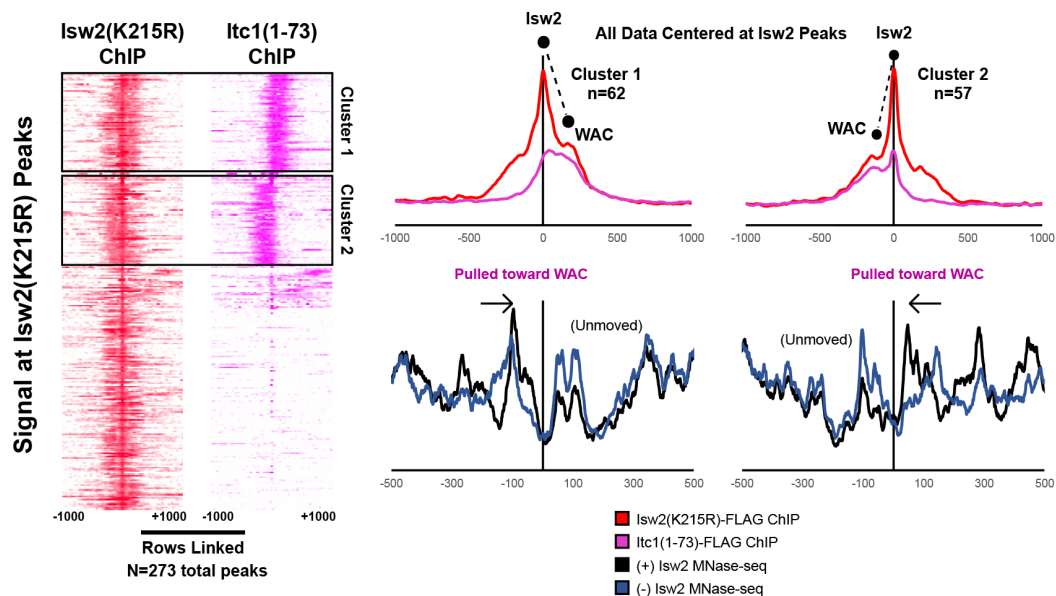 Isw2(K215R)
ChIP
Itc1(1-73)
ChIP
Signal at Isw2(K215R) Peaks
Cluster 1
Cluster 2
-1000
+1000
-1000
+1000
Rows Linked
N=273 total peaks
All Data Centered at Isw2 Peaks
Isw2
Cluster 1
n=62
WAC
-1000
-500
0
500
1000
Isw2
Cluster 2
n=57
WAC
-1000
-500
0
500
1000
Pulled toward WAC
(Unmoved)
-500
-300
-100
100
300
500
Pulled toward WAC
(Unmoved)
-500
-300
-100
100
300
500
Isw2(K215R)-FLAG ChIP
Itc1(1-73)-FLAG ChIP
(+) Isw2 MNase-seq
(-) Isw2 MNase-seq